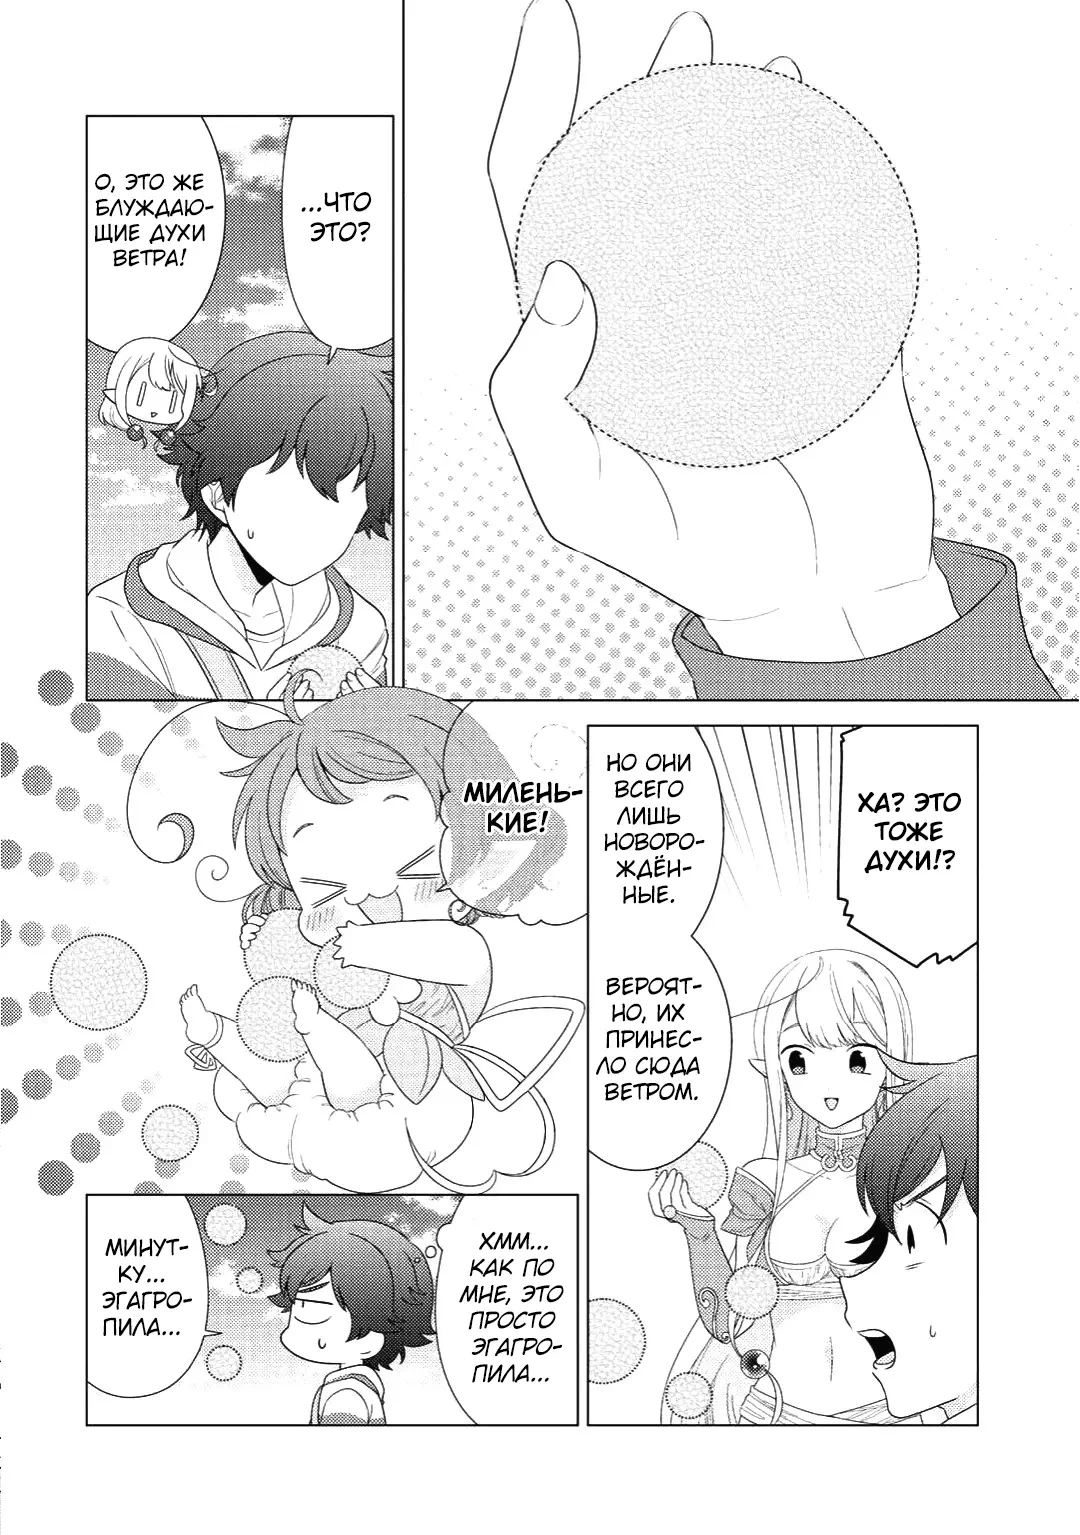 ...ЧТО
ЭТО?
О, ЭТО ЖЕ
БЛУЖДАЮ-
ЩИЕ ДУХИ
ВЕТРА!
ХА? ЭТО
ТОЖЕ
ДУХИ!?
НО ОНИ
ВСЕГО
ЛИШЬ
НОВОРО-
ЖДЁН-
НЫЕ.
ВЕРОЯТ-
НО, ИХ
ПРИНЕС-
ЛО СЮДА
ВЕТРОМ.
МИЛЕНЬ-
КИЕ!
ХММ...
КАК ПО
МНЕ, ЭТО
ПРОСТО
ЭГАГРО-
ПИЛА...
МИНУТ-
КУ...
ЭГАГРО-
ПИЛА...